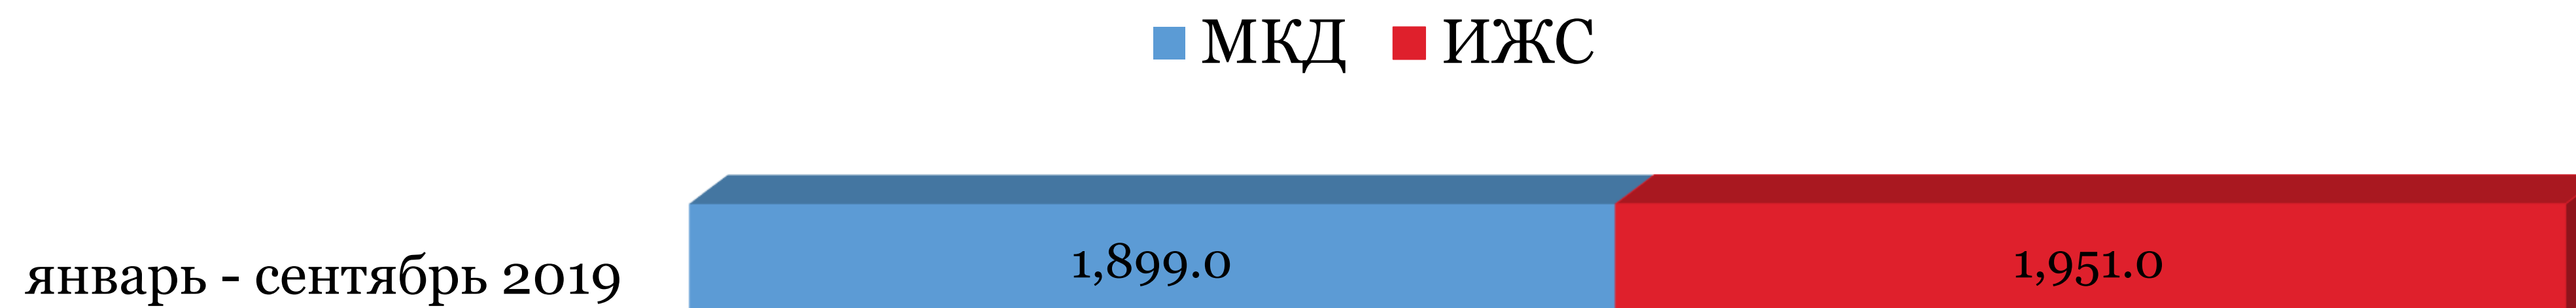 МКД ИЖС
январь - сентябрь 2019 1,899.0 1,951.0